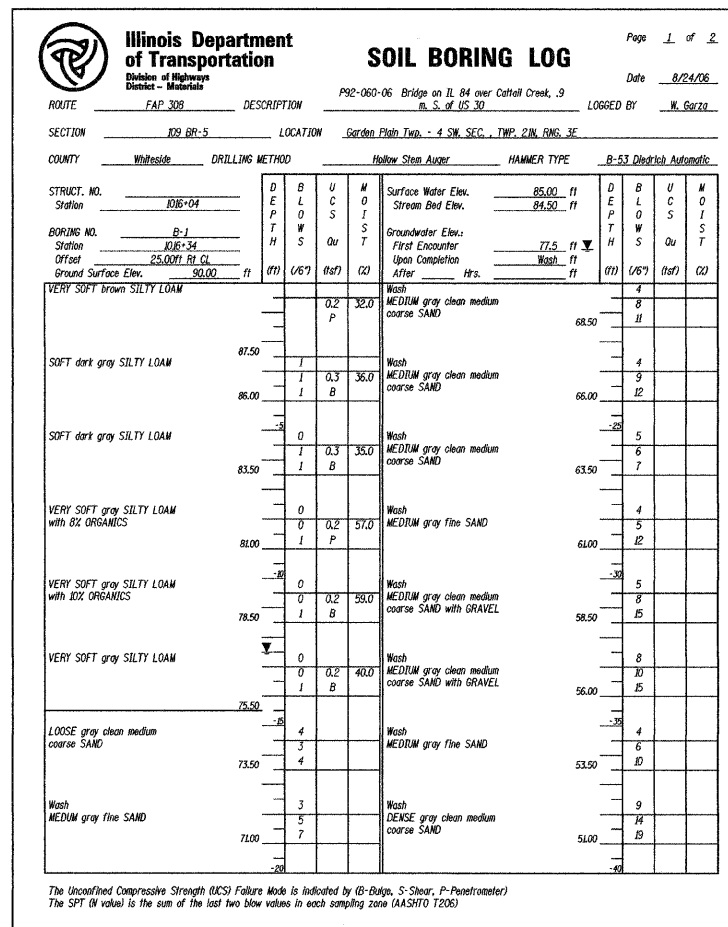 Illinois Department
of Transportation
Division of Highways
District - Materials
SOIL BORING LOG
Page 1 of 2
Date 8/24/06
ROUTE FAP 308 DESCRIPTION P92-060-06 Bridge on IL 84 over Cattail Creek, .9 m. S. of US 30 LOGGED BY W. Garza
SECTION 109 BR-5 LOCATION Garden Plain Twp. - 4 SW. SEC. , TWP. 21N, RNG. 3E
COUNTY Whiteside DRILLING METHOD Hollow Stem Auger HAMMER TYPE B-53 Diedrich Automatic
STRUCT. NO.
Station 1016+04
BORING NO. B-1
Station 1016+34
Offset 25.00ft Rt CL
Ground Surface Elev. 90.00 ft
DEPTH (ft) BLOWS (/6") UCS Qu (tsf) MOIST (%)
Surface Water Elev. 85.00 ft
Stream Bed Elev. 84.50 ft
Groundwater Elev.:
First Encounter 77.5 ft ▼
Upon Completion Wash ft
After Hrs. ft
DEPTH (ft) BLOWS (/6") UCS Qu (tsf) MOIST (%)
VERY SOFT brown SILTY LOAM
0.2 32.0
P
87.50
SOFT dark gray SILTY LOAM
1
1 0.3 36.0
86.00 1 B
-5
SOFT dark gray SILTY LOAM
0
1 0.3 35.0
83.50 1 B
VERY SOFT gray SILTY LOAM
with 8% ORGANICS
0
0 0.2 57.0
81.00 1 P
-10
VERY SOFT gray SILTY LOAM
with 10% ORGANICS
0
0 0.2 59.0
78.50 1 B
▼
VERY SOFT gray SILTY LOAM
0
0 0.2 40.0
1 B
75.50
-15
LOOSE gray clean medium
coarse SAND
4
3
73.50 4
Wash
MEDUM gray fine SAND
3
5
71.00 7
-20
Wash
MEDIUM gray clean medium
coarse SAND
4
8
68.50 11
Wash
MEDIUM gray clean medium
coarse SAND
4
9
66.00 12
-25
Wash
MEDIUM gray clean medium
coarse SAND
5
6
63.50 7
Wash
MEDIUM gray fine SAND
4
5
61.00 12
-30
Wash
MEDIUM gray clean medium
coarse SAND with GRAVEL
5
8
58.50 15
Wash
MEDIUM gray clean medium
coarse SAND with GRAVEL
8
10
56.00 15
-35
Wash
MEDIUM gray fine SAND
4
6
53.50 10
Wash
DENSE gray clean medium
coarse SAND
9
14
51.00 19
-40
The Unconfined Compressive Strength (UCS) Failure Mode is indicated by (B-Bulge, S-Shear, P-Penetrometer)
The SPT (N value) is the sum of the last two blow values in each sampling zone (AASHTO T206)